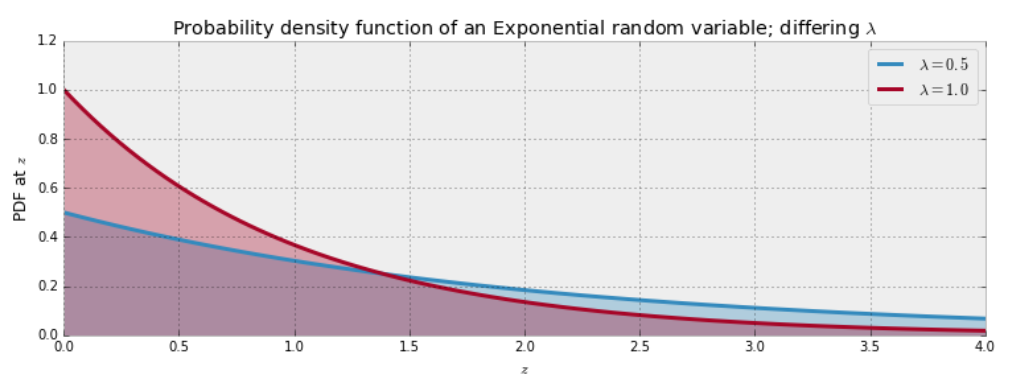 Probability density function of an Exponential random variable; differing λ
1.2
1.0
0.8
0.6
0.4
0.2
0.0
PDF at z
λ=0.5
λ=1.0
0.0 0.5 1.0 1.5 2.0 2.5 3.0 3.5 4.0
z